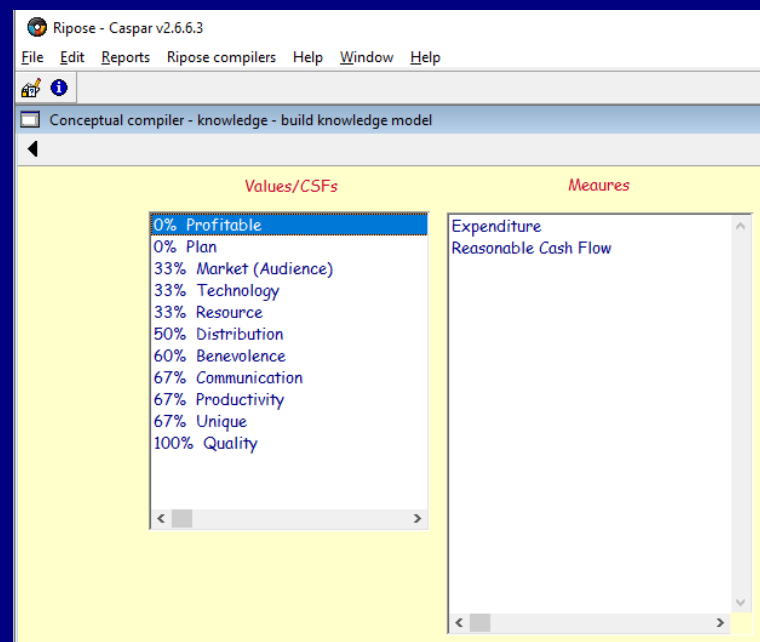 Ripose - Caspar v2.6.6.3
File Edit Reports Ripose compilers Help Window Help
Conceptual compiler - knowledge - build knowledge model
Values/CSFs
0% Profitable
0% Plan
33% Market (Audience)
33% Technology
33% Resource
50% Distribution
60% Benevolence
67% Communication
67% Productivity
67% Unique
100% Quality
Meaures
Expenditure
Reasonable Cash Flow